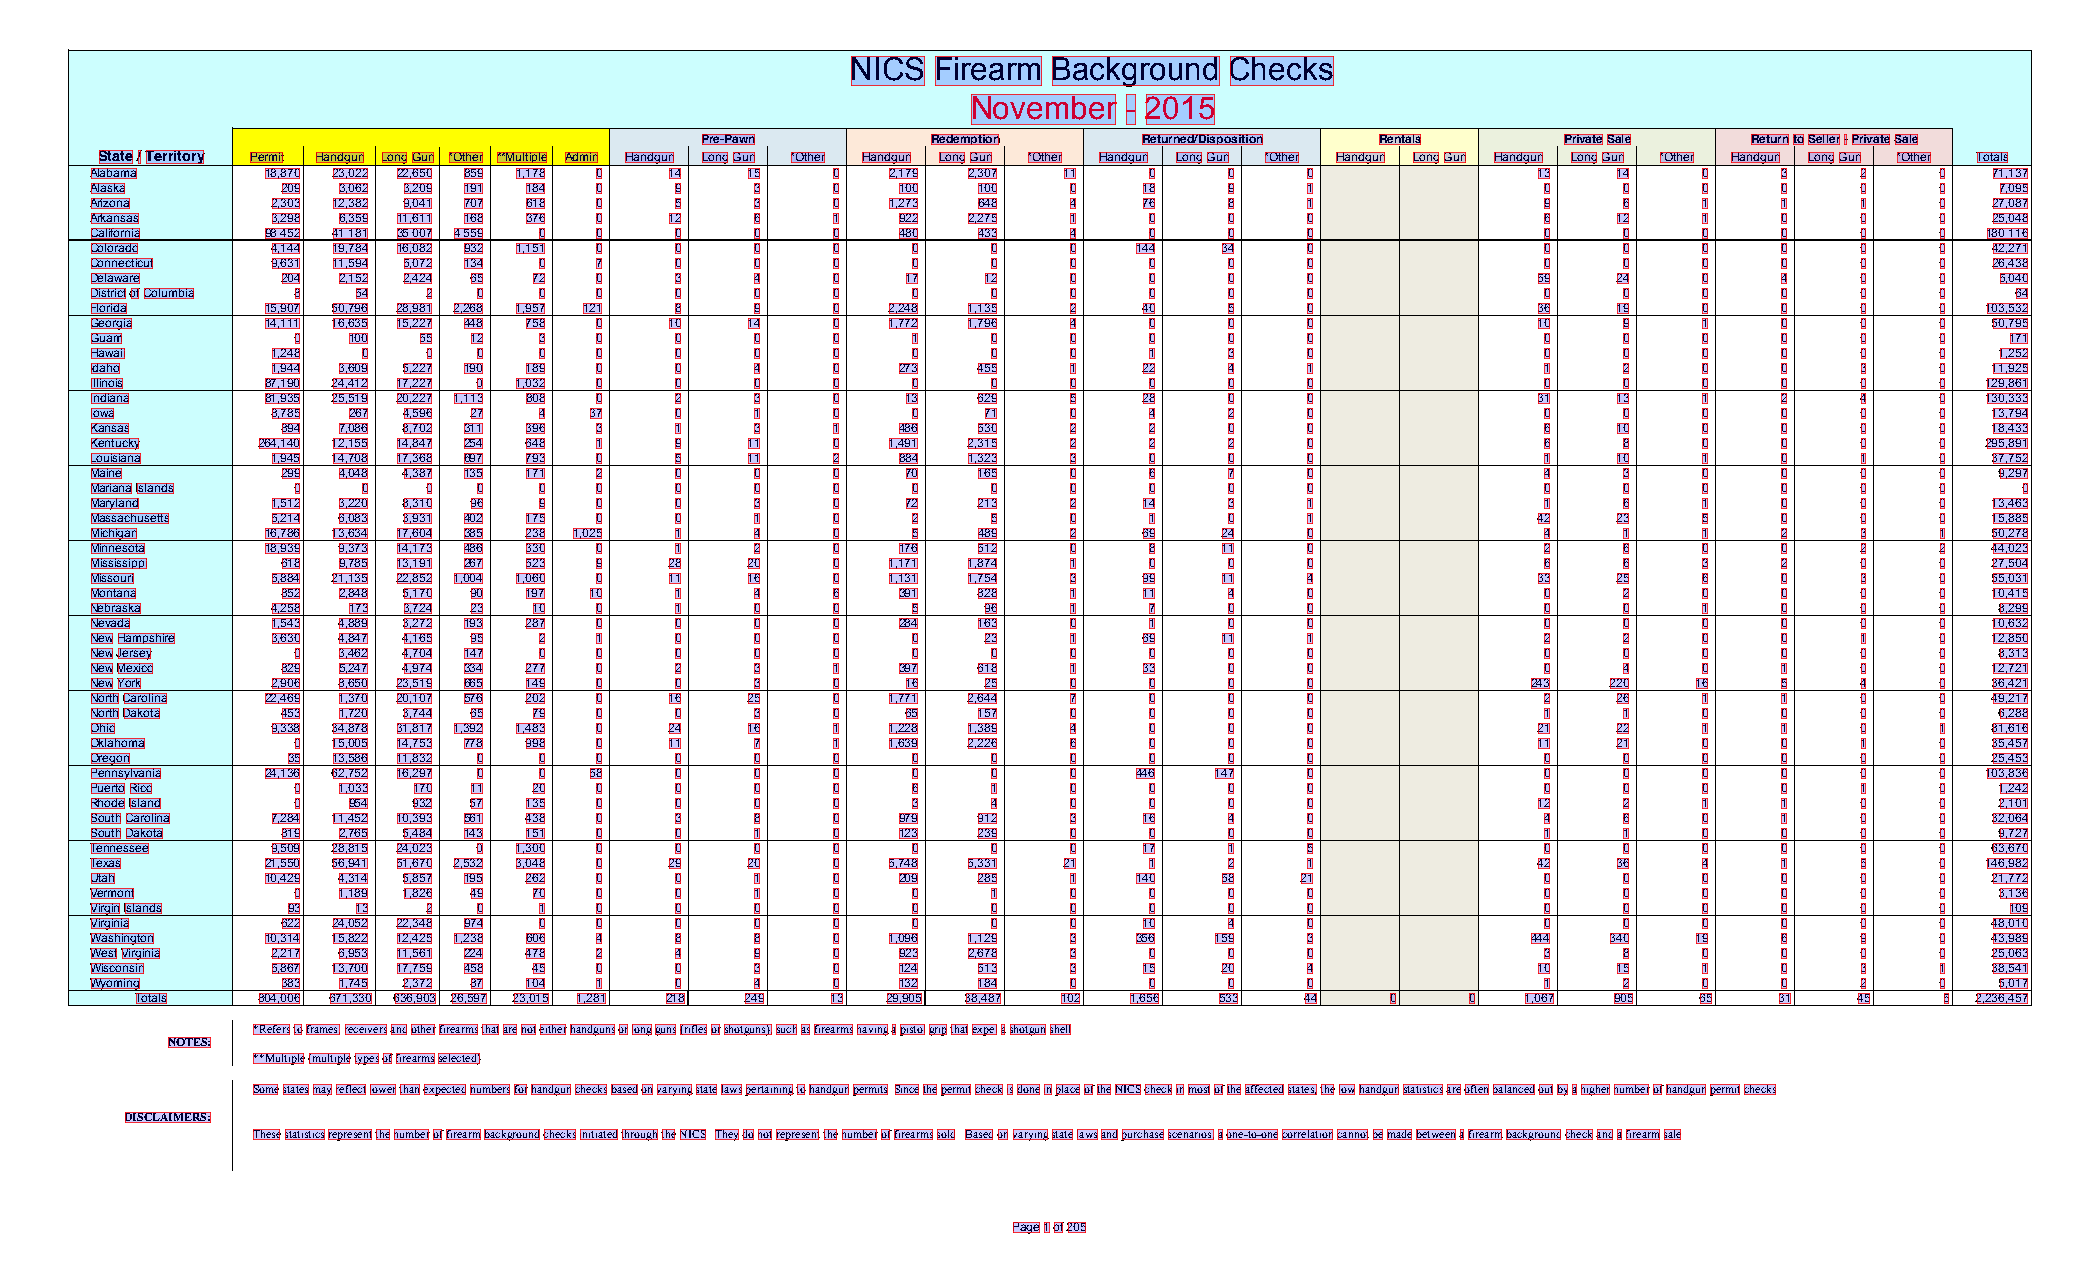 NICS Firearm Background Checks
November - 2015
Pre-Pawn Redemption Returned/Disposition Rentals Private Sale Return to Seller - Private Sale
State / Territory Permit Handgun Long Gun *Other **Multiple Admin Handgun Long Gun *Other Handgun Long Gun *Other Handgun Long Gun *Other Handgun Long Gun Handgun Long Gun *Other Handgun Long Gun *Other Totals
Alabama 18,870 23,022 22,650 859 1,178 0 14 15 0 2,179 2,307 11 0 0 0 13 14 0 3 2 0 71,137
Alaska 209 3,062 3,209 191 184 0 9 3 0 100 100 0 18 9 1 0 0 0 0 0 0 7,095
Arizona 2,303 12,382 9,041 707 618 0 5 3 0 1,273 648 4 76 8 1 9 6 1 1 1 0 27,087
Arkansas 3,298 6,359 11,611 168 376 0 12 6 1 922 2,275 1 0 0 0 6 12 1 0 0 0 25,048
California 98,452 41,181 35,007 4,559 0 0 0 0 0 480 433 4 0 0 0 0 0 0 0 0 0 180,116
Colorado 4,144 19,784 16,082 932 1,151 0 0 0 0 0 0 0 144 34 0 0 0 0 0 0 0 42,271
Connecticut 9,631 11,594 5,072 134 0 7 0 0 0 0 0 0 0 0 0 0 0 0 0 0 0 26,438
Delaware 204 2,152 2,424 65 72 0 3 4 0 17 12 0 0 0 0 59 24 0 4 0 0 5,040
District of Columbia 8 54 2 0 0 0 0 0 0 0 0 0 0 0 0 0 0 0 0 0 0 64
Florida 15,907 50,796 28,981 2,268 1,957 121 8 9 0 2,248 1,135 2 40 5 0 36 19 0 0 0 0 103,532
Georgia 14,111 16,635 15,227 448 758 0 10 14 0 1,772 1,796 4 0 0 0 10 9 1 0 0 0 50,795
Guam 0 100 55 12 3 0 0 0 0 1 0 0 0 0 0 0 0 0 0 0 0 171
Hawaii 1,248 0 0 0 0 0 0 0 0 0 0 0 1 3 0 0 0 0 0 0 0 1,252
Idaho 1,944 3,609 5,227 190 189 0 0 4 0 273 455 1 22 4 1 1 2 0 0 3 0 11,925
Illinois 87,190 24,412 17,227 0 1,032 0 0 0 0 0 0 0 0 0 0 0 0 0 0 0 0 129,861
Indiana 81,935 25,519 20,227 1,113 808 0 2 3 0 13 629 5 28 0 0 31 13 1 2 4 0 130,333
Iowa 8,785 267 4,596 27 4 37 0 1 0 0 71 0 4 2 0 0 0 0 0 0 0 13,794
Kansas 894 7,086 8,702 311 396 3 1 3 1 486 530 2 2 0 0 6 10 0 0 0 0 18,433
Kentucky 264,140 12,155 14,847 254 648 1 9 11 0 1,491 2,315 2 2 2 0 6 8 0 0 0 0 295,891
Louisiana 1,945 14,708 17,368 697 793 0 5 11 2 884 1,323 3 0 0 0 1 10 1 0 1 0 37,752
Maine 299 4,048 4,387 135 171 2 0 0 0 70 165 0 6 7 0 4 3 0 0 0 0 9,297
Mariana Islands 0 0 0 0 0 0 0 0 0 0 0 0 0 0 0 0 0 0 0 0 0 0
Maryland 1,512 3,220 8,310 96 9 0 0 3 0 72 213 2 14 3 1 1 6 1 0 0 0 13,463
Massachusetts 5,214 6,083 3,931 402 175 0 0 1 0 2 5 0 1 0 1 42 23 5 0 0 0 15,885
Michigan 16,786 13,634 17,604 385 238 1,025 1 4 0 5 489 2 69 24 0 4 1 1 2 3 1 50,278
Minnesota 18,939 9,373 14,173 486 330 0 1 2 0 176 512 0 8 11 0 2 6 0 0 2 2 44,023
Mississippi 618 9,785 13,191 267 523 9 28 20 0 1,171 1,874 1 0 0 0 6 6 3 2 0 0 27,504
Missouri 5,884 21,135 22,852 1,004 1,060 0 11 16 0 1,131 1,754 3 99 11 4 33 25 6 0 3 0 55,031
Montana 852 2,848 5,170 90 197 10 1 4 6 391 828 1 11 4 0 0 2 0 0 0 0 10,415
Nebraska 4,258 173 3,724 23 10 0 1 0 0 5 96 1 7 0 0 0 0 1 0 0 0 8,299
Nevada 1,543 4,889 3,272 193 287 0 0 0 0 284 163 0 1 0 0 0 0 0 0 0 0 10,632
New Hampshire 3,630 4,847 4,165 95 2 1 0 0 0 0 23 1 69 11 1 2 2 0 0 1 0 12,850
New Jersey 0 3,462 4,704 147 0 0 0 0 0 0 0 0 0 0 0 0 0 0 0 0 0 8,313
New Mexico 829 5,247 4,974 334 277 0 2 3 1 397 618 1 33 0 0 0 4 0 1 0 0 12,721
New York 2,906 8,650 23,519 665 149 0 0 3 0 16 25 0 0 0 0 243 220 16 5 4 0 36,421
North Carolina 22,469 1,370 20,107 576 202 0 16 25 0 1,771 2,644 7 0 0 0 2 26 1 1 0 0 49,217
North Dakota 453 1,720 3,744 65 79 0 0 3 0 65 157 0 0 0 0 1 1 0 0 0 0 6,288
Ohio 9,338 34,878 31,817 1,392 1,483 0 24 16 1 1,228 1,389 4 0 0 0 21 22 1 1 0 1 81,616
Oklahoma 0 15,005 14,753 778 998 0 11 7 1 1,639 2,226 6 0 0 0 11 21 0 0 1 0 35,457
Oregon 35 13,586 11,832 0 0 0 0 0 0 0 0 0 0 0 0 0 0 0 0 0 0 25,453
Pennsylvania 24,136 62,752 16,297 0 0 58 0 0 0 0 0 0 446 147 0 0 0 0 0 0 0 103,836
Puerto Rico 0 1,033 170 11 20 0 0 0 0 6 1 0 0 0 0 0 0 0 0 1 0 1,242
Rhode Island 0 954 932 57 135 0 0 0 0 3 4 0 0 0 0 12 2 1 1 0 0 2,101
South Carolina 7,284 11,452 10,393 561 438 0 3 8 0 979 912 3 16 4 0 4 6 0 1 0 0 32,064
South Dakota 819 2,765 5,484 143 151 0 0 1 0 123 239 0 0 0 0 1 1 0 0 0 0 9,727
Tennessee 9,509 28,815 24,023 0 1,300 0 0 0 0 0 0 0 17 1 5 0 0 0 0 0 0 63,670
Texas 21,550 56,941 51,670 2,532 3,048 0 29 20 0 5,748 5,331 21 1 2 1 42 36 4 1 5 0 146,982
Utah 10,429 4,314 5,857 195 262 0 0 1 0 209 285 1 140 58 21 0 0 0 0 0 0 21,772
Vermont 0 1,189 1,826 49 70 0 0 1 0 0 1 0 0 0 0 0 0 0 0 0 0 3,136
Virgin Islands 93 13 2 0 1 0 0 0 0 0 0 0 0 0 0 0 0 0 0 0 0 109
Virginia 622 24,052 22,348 974 0 0 0 0 0 0 0 0 10 4 0 0 0 0 0 0 0 48,010
Washington 10,314 15,822 12,425 1,238 606 4 8 8 0 1,096 1,129 3 356 159 3 444 340 19 6 9 0 43,989
West Virginia 2,217 6,953 11,561 224 478 2 4 9 0 923 2,678 3 0 0 0 3 8 0 0 0 0 25,063
Wisconsin 5,867 13,700 17,759 458 45 0 0 3 0 124 513 3 15 20 4 10 15 1 0 3 1 38,541
Wyoming 383 1,745 2,372 87 104 1 0 4 0 132 184 0 0 0 0 1 2 0 0 2 0 5,017
Totals 804,006 671,330 636,903 26,597 23,015 1,281 218 249 13 29,905 38,487 102 1,656 533 44 0 0 1,067 905 65 31 45 5 2,236,457
*Refers to frames, receivers and other firearms that are not either handguns or long guns (rifles or shotguns), such as firearms having a pistol grip that expel a shotgun shell
NOTES:
**Multiple (multiple types of firearms selected)
Some states may reflect lower than expected numbers for handgun checks based on varying state laws pertaining to handgun permits. Since the permit check is done in place of the NICS check in most of the affected states, the low handgun statistics are often balanced out by a higher number of handgun permit checks
DISCLAIMERS:
These statistics represent the number of firearm background checks initiated through the NICS. They do not represent the number of firearms sold. Based on varying state laws and purchase scenarios, a one-to-one correlation cannot be made between a firearm background check and a firearm sale
Page 1 of 205